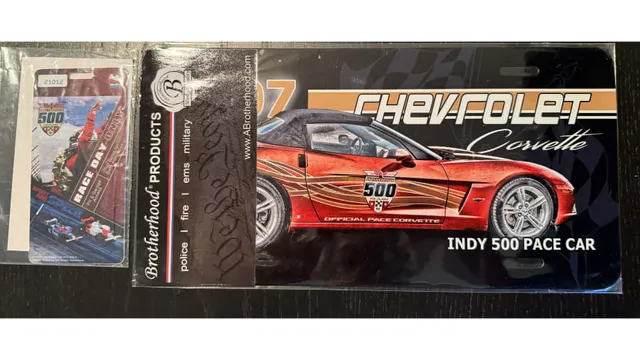 21012
500
RACE DAY
Brotherhood® PRODUCTS
police | fire | ems military
www.ABrotherhood.com
B
07
CHEVROLET
Corvette
500
OFFICIAL PACE CORVETTE
INDY 500 PACE CAR